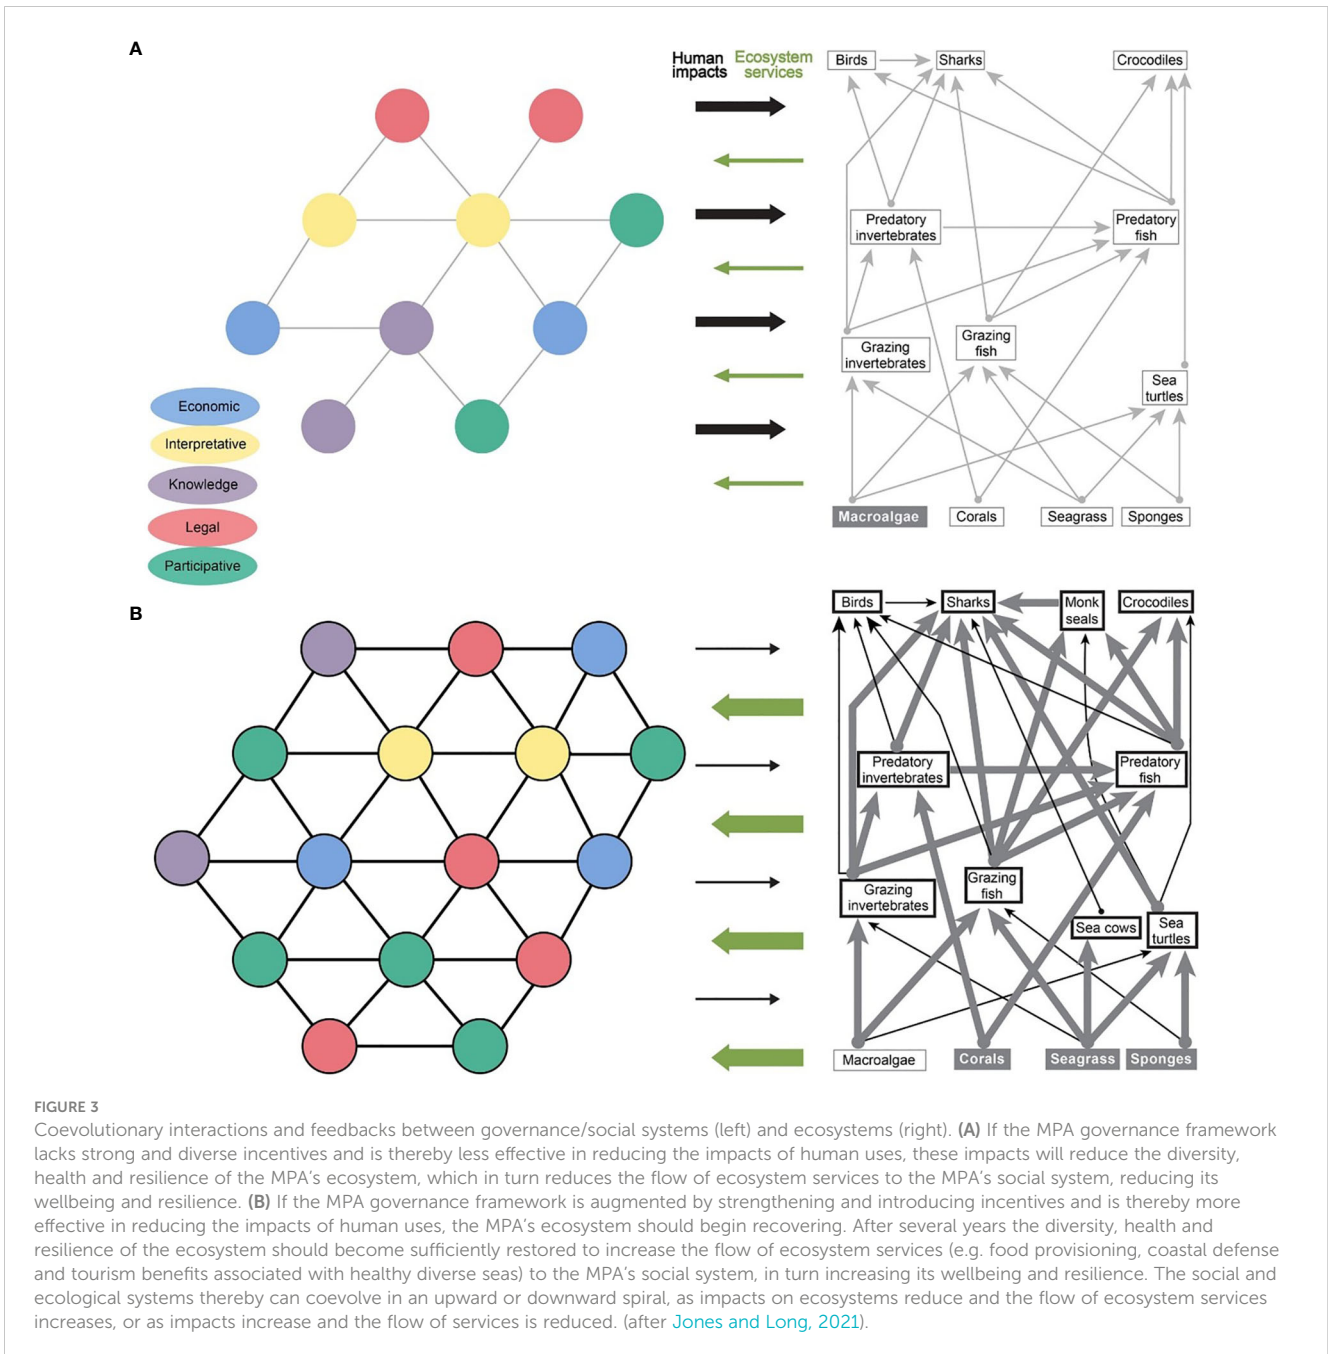 A
Human
impacts
Ecosystem
services
Birds
Sharks
Crocodiles
Predatory
invertebrates
Predatory
fish
Grazing
invertebrates
Grazing
fish
Sea
turtles
Macroalgae
Corals
Seagrass
Sponges
Economic
Interpretative
Knowledge
Legal
Participative
B
Birds
Sharks
Monk
seals
Crocodiles
Predatory
invertebrates
Predatory
fish
Grazing
invertebrates
Grazing
fish
Sea cows
Sea
turtles
Macroalgae
Corals
Seagrass
Sponges
FIGURE 3
Coevolutionary interactions and feedbacks between governance/social systems (left) and ecosystems (right). (A) If the MPA governance framework
lacks strong and diverse incentives and is thereby less effective in reducing the impacts of human uses, these impacts will reduce the diversity,
health and resilience of the MPA's ecosystem, which in turn reduces the flow of ecosystem services to the MPA's social system, reducing its
wellbeing and resilience. (B) If the MPA governance framework is augmented by strengthening and introducing incentives and is thereby more
effective in reducing the impacts of human uses, the MPA's ecosystem should begin recovering. After several years the diversity, health and
resilience of the ecosystem should become sufficiently restored to increase the flow of ecosystem services (e.g. food provisioning, coastal defense
and tourism benefits associated with healthy diverse seas) to the MPA's social system, in turn increasing its wellbeing and resilience. The social and
ecological systems thereby can coevolve in an upward or downward spiral, as impacts on ecosystems reduce and the flow of ecosystem services
increases, or as impacts increase and the flow of services is reduced. (after Jones and Long, 2021).